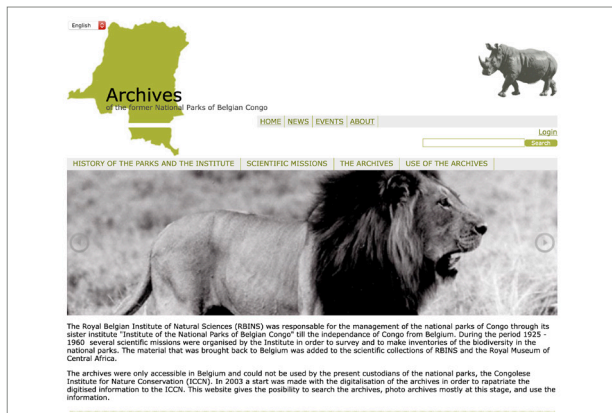 English
Archives
of the former National Parks of Belgian Congo
HOME NEWS EVENTS ABOUT
Login
Search
HISTORY OF THE PARKS AND THE INSTITUTE SCIENTIFIC MISSIONS THE ARCHIVES USE OF THE ARCHIVES
The Royal Belgian Institute of Natural Sciences (RBINS) was responsable for the management of the national parks of Congo through its
sister institute "Institute of the National Parks of Belgian Congo" till the independance of Congo from Belgium. During the period 1925 -
1960 several scientific missions were organised by the Institute in order to survey and to make inventories of the biodiversity in the
national parks. The material that was brought back to Belgium was added to the scientific collections of RBINS and the Royal Museum of
Central Africa.
The archives were only accessible in Belgium and could not be used by the present custodians of the national parks, the Congolese
Institute for Nature Conservation (ICCN). In 2003 a start was made with the digitalisation of the archives in order to rapatriate the
digitised information to the ICCN. This website gives the posibility to search the archives, photo archives mostly at this stage, and use the
information.